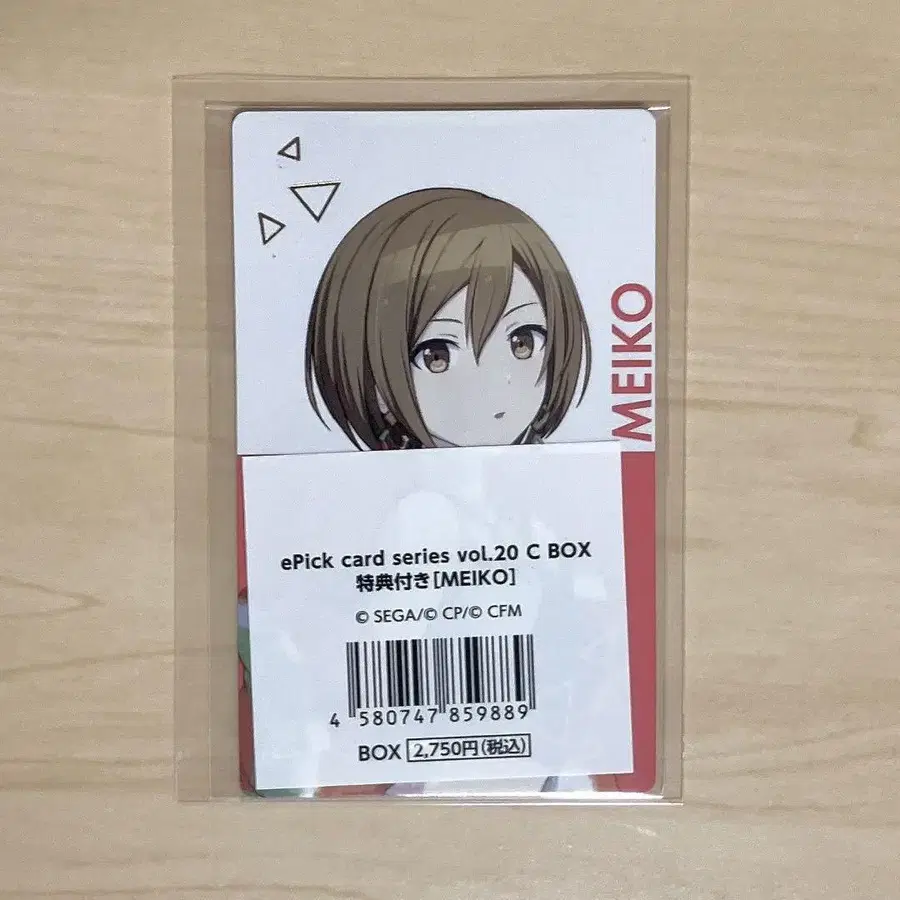 MEIKO
ePick card series vol.20 C BOX
特典付き[MEIKO]
© SEGA/© CP/© CFM
4 580747 859889
BOX 2,750円(税込)